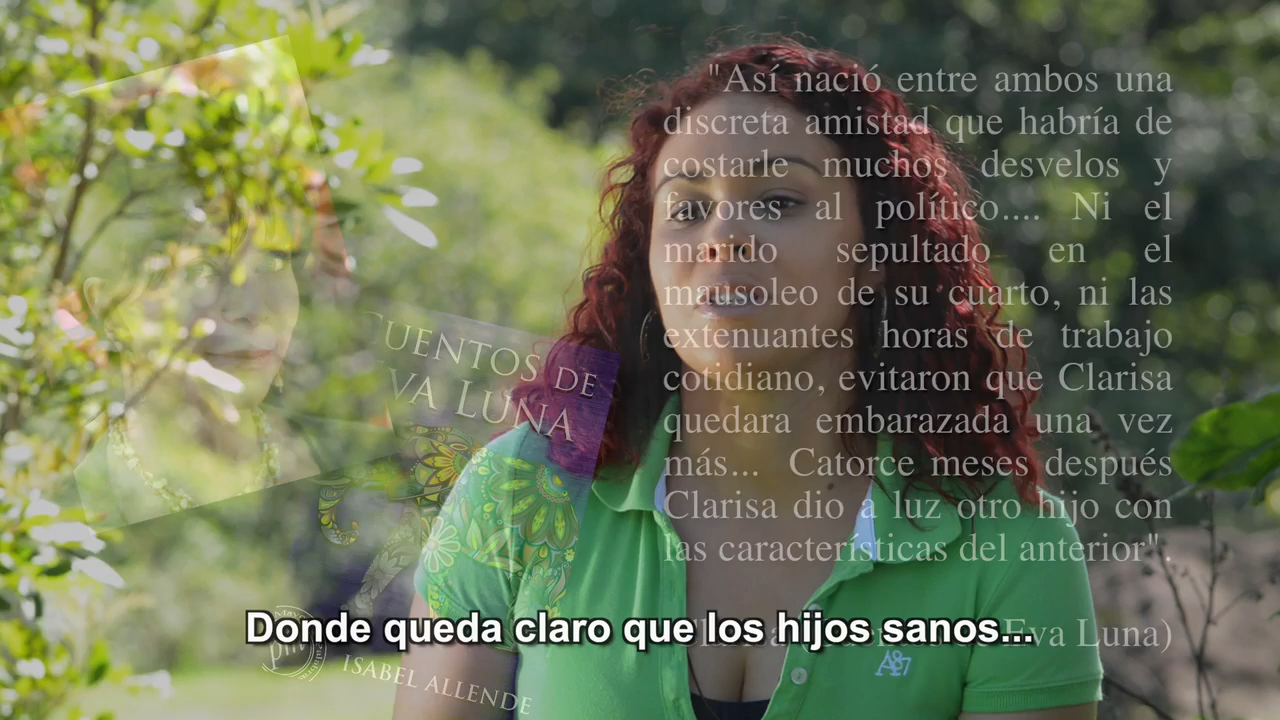 "Así nació entre ambos una
discreta amistad que habría de
costarle muchos desvelos y
favores al político.... Ni el
marido sepultado en el
mausoleo de su cuarto, ni las
extenuantes horas de trabajo
cotidiano, evitaron que Clarisa
quedara embarazada una vez
más... Catorce meses después
Clarisa dio a luz otro hijo con
las características del anterior".
Eva Luna)
CUENTOS DE
EVA LUNA
ISABEL ALLENDE
A87
Donde queda claro que los hijos sanos...